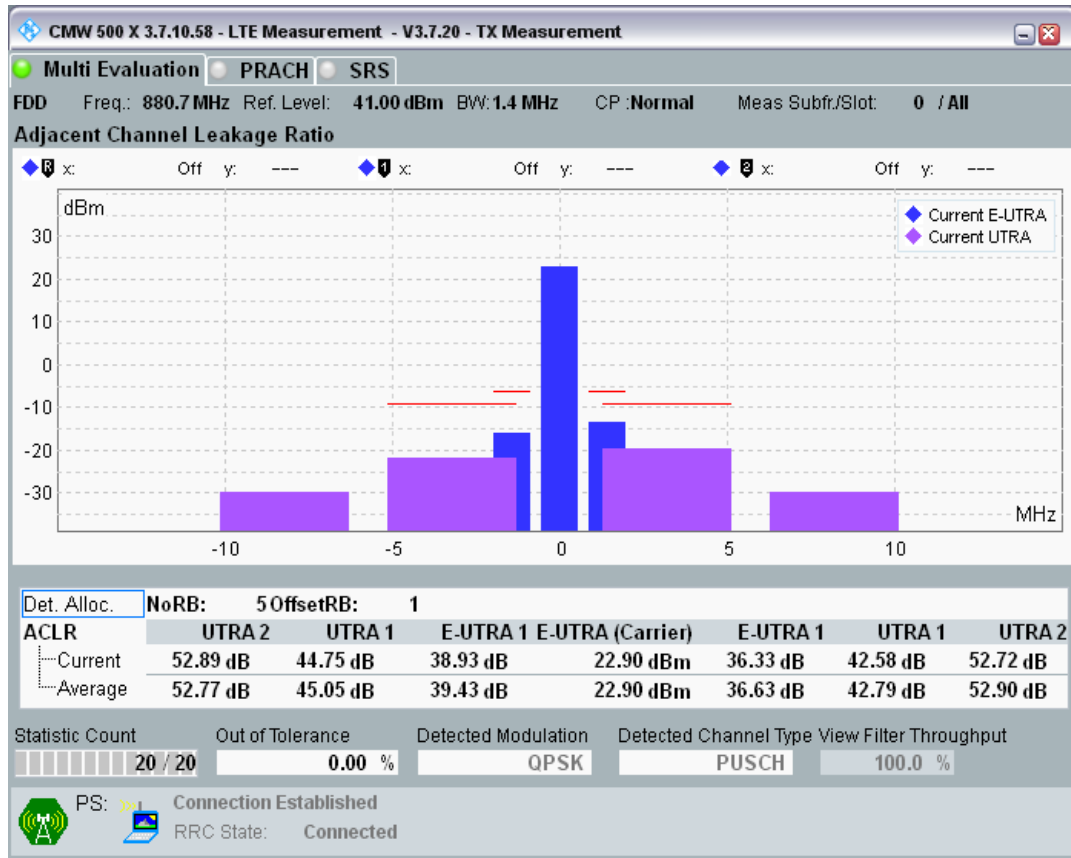 CMW 500 X 3.7.10.58 - LTE Measurement - V3.7.20 - TX Measurement
Multi Evaluation PRACH SRS
FDD Freq.: 880.7 MHz Ref. Level: 41.00 dBm BW: 1.4 MHz CP :Normal Meas Subfr./Slot: 0 / All
Adjacent Channel Leakage Ratio
R x: Off y: --- 1 x: Off y: --- 2 x: Off y: ---
dBm
Current E-UTRA
Current UTRA
30
20
10
0
-10
-20
-30
MHz
-10 -5 0 5 10
Det. Alloc. NoRB: 5 OffsetRB: 1
ACLR UTRA 2 UTRA 1 E-UTRA 1 E-UTRA (Carrier) E-UTRA 1 UTRA 1 UTRA 2
Current 52.89 dB 44.75 dB 38.93 dB 22.90 dBm 36.33 dB 42.58 dB 52.72 dB
Average 52.77 dB 45.05 dB 39.43 dB 22.90 dBm 36.63 dB 42.79 dB 52.90 dB
Statistic Count Out of Tolerance Detected Modulation Detected Channel Type View Filter Throughput
20 / 20 0.00 % QPSK PUSCH 100.0 %
PS: Connection Established
RRC State: Connected